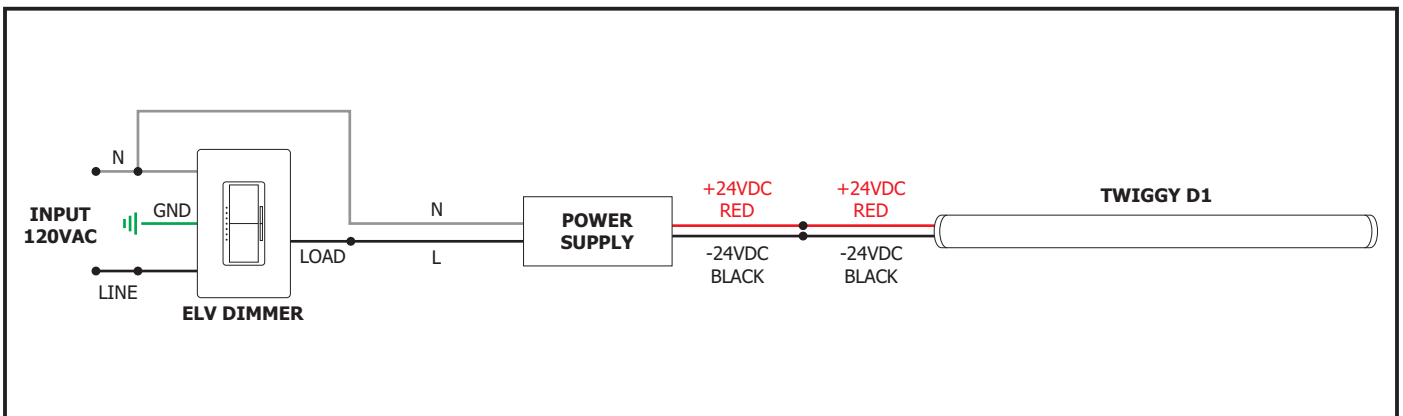 N
INPUT
120VAC
GND
LINE
ELV DIMMER
LOAD
N
L
POWER
SUPPLY
+24VDC
RED
-24VDC
BLACK
+24VDC
RED
-24VDC
BLACK
TWIGGY D1